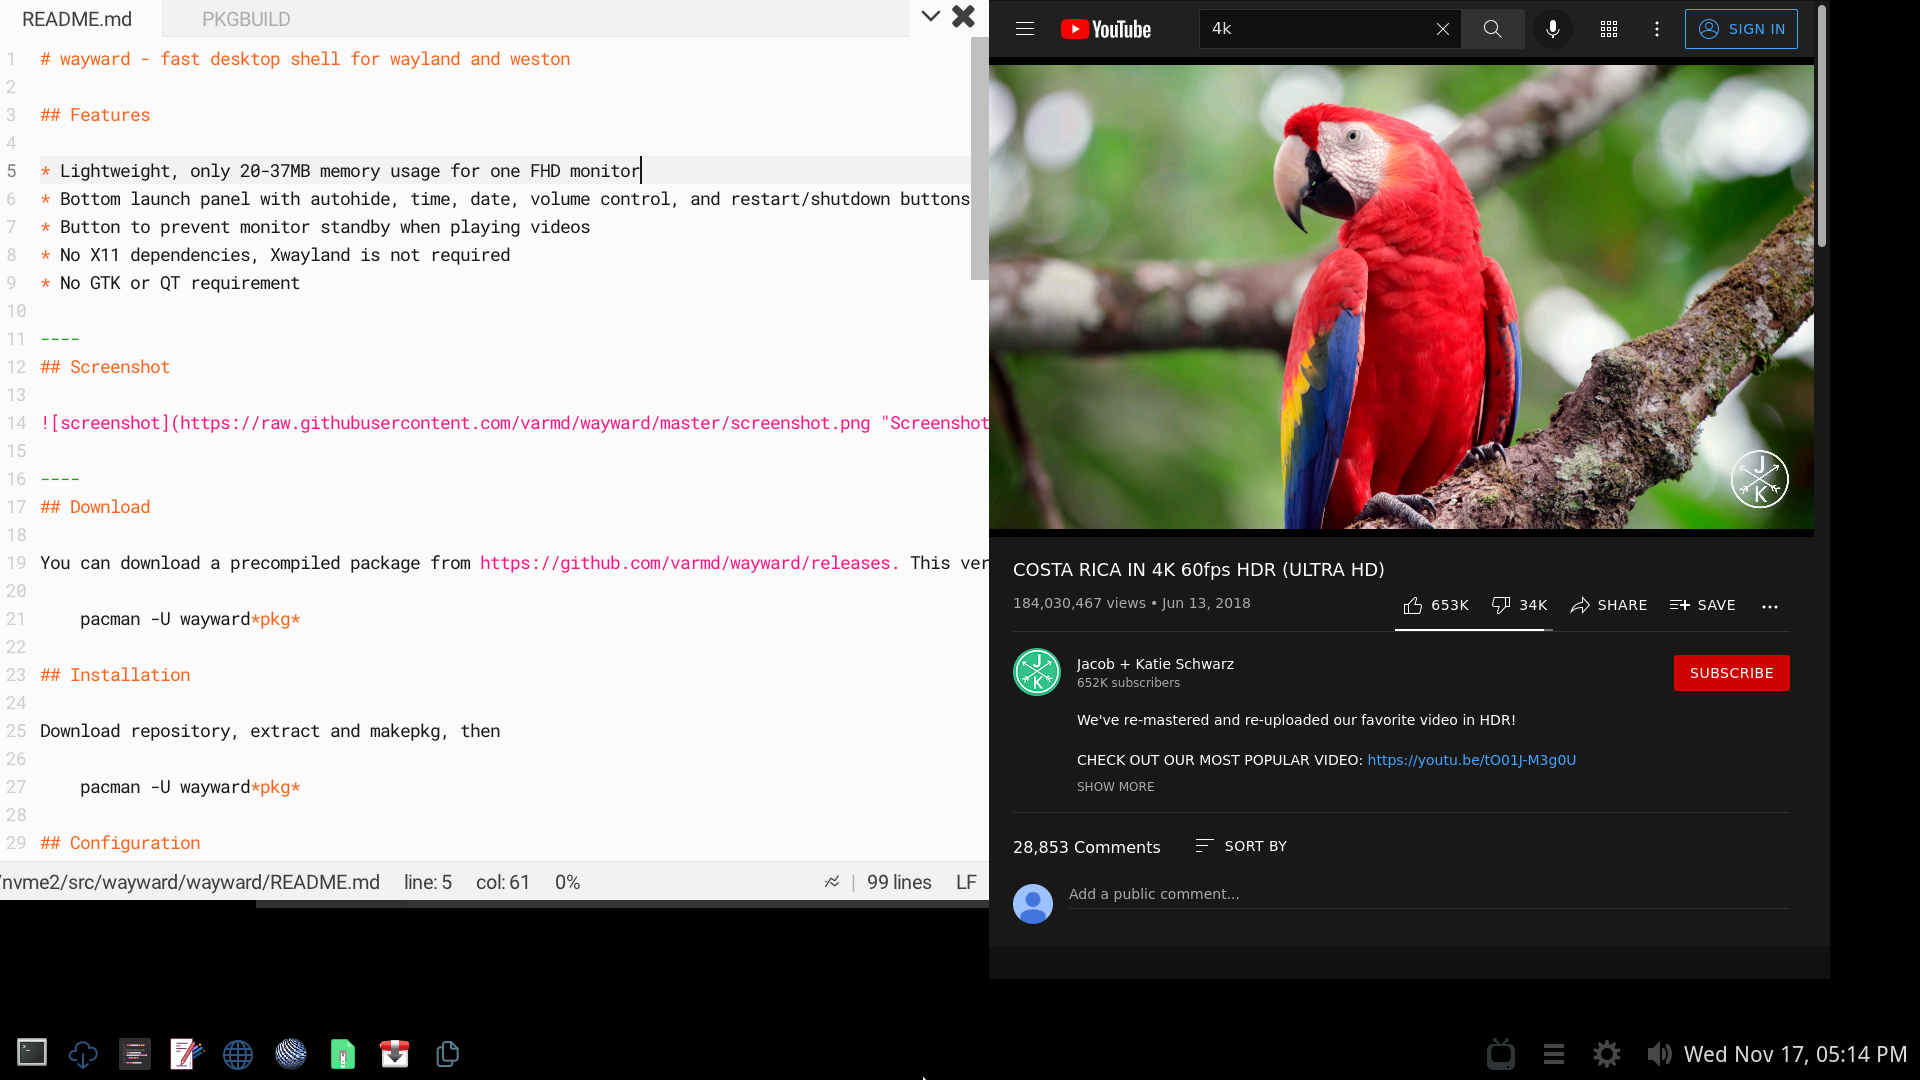 README.md
PKGBUILD
1 # wayward - fast desktop shell for wayland and weston
2
3 ## Features
4
5 * Lightweight, only 20-37MB memory usage for one FHD monitor
6 * Bottom launch panel with autohide, time, date, volume control, and restart/shutdown buttons
7 * Button to prevent monitor standby when playing videos
8 * No X11 dependencies, Xwayland is not required
9 * No GTK or QT requirement
10
11 ----
12 ## Screenshot
13
14 ![screenshot](https://raw.githubusercontent.com/varmd/wayward/master/screenshot.png "Screenshot
15
16 ----
17 ## Download
18
19 You can download a precompiled package from https://github.com/varmd/wayward/releases. This ver
20
21 pacman -U wayward*pkg*
22
23 ## Installation
24
25 Download repository, extract and makepkg, then
26
27 pacman -U wayward*pkg*
28
29 ## Configuration
/nvme2/src/wayward/wayward/README.md line: 5 col: 61 0% 99 lines LF
YouTube
4k
SIGN IN
J K
COSTA RICA IN 4K 60fps HDR (ULTRA HD)
184,030,467 views • Jun 13, 2018
653K 34K SHARE SAVE
J K
Jacob + Katie Schwarz
652K subscribers
SUBSCRIBE
We've re-mastered and re-uploaded our favorite video in HDR!
CHECK OUT OUR MOST POPULAR VIDEO: https://youtu.be/tO01J-M3g0U
SHOW MORE
28,853 Comments
SORT BY
Add a public comment...
Wed Nov 17, 05:14 PM